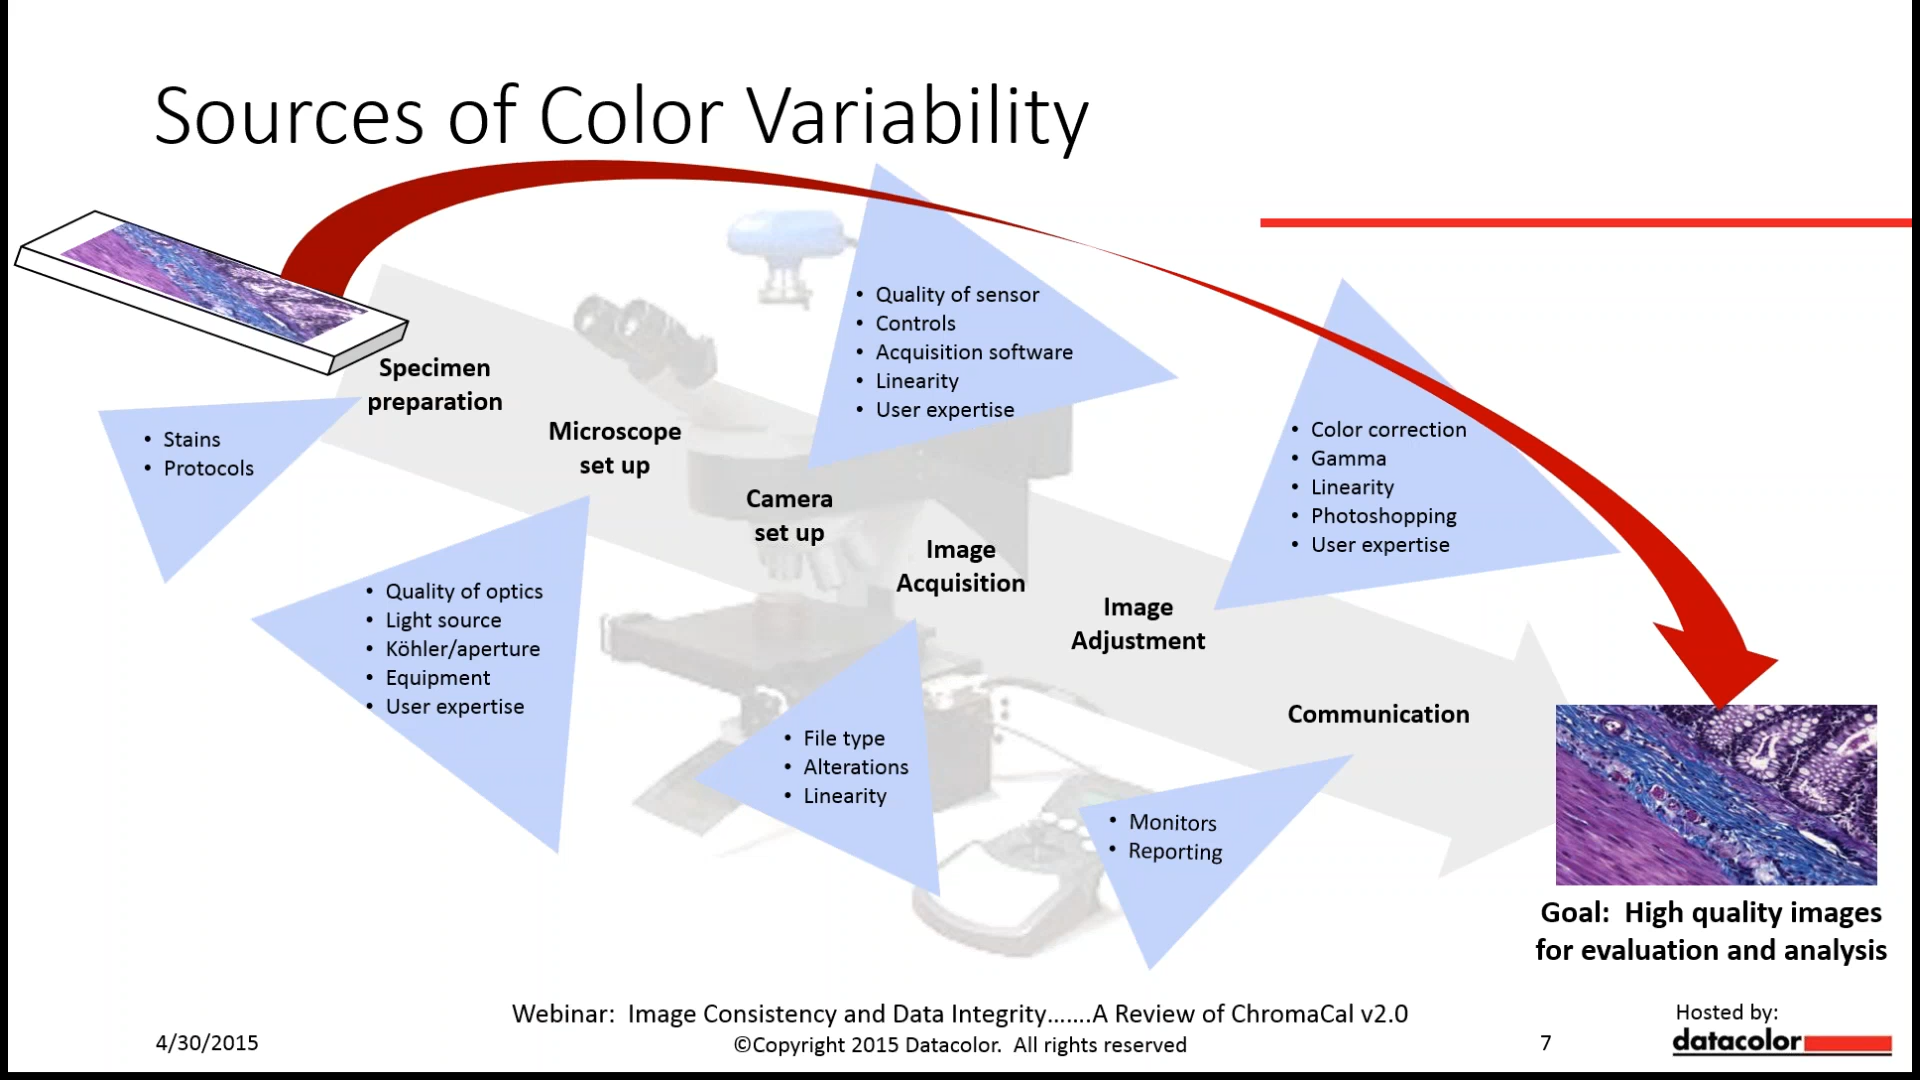 Sources of Color Variability
Specimen
preparation
• Stains
• Protocols
Microscope
set up
• Quality of optics
• Light source
• Köhler/aperture
• Equipment
• User expertise
Camera
set up
• Quality of sensor
• Controls
• Acquisition software
• Linearity
• User expertise
Image
Acquisition
• File type
• Alterations
• Linearity
Image
Adjustment
• Color correction
• Gamma
• Linearity
• Photoshopping
• User expertise
Communication
• Monitors
• Reporting
Goal:  High quality images
for evaluation and analysis
Webinar:  Image Consistency and Data Integrity.......A Review of ChromaCal v2.0
4/30/2015
©Copyright 2015 Datacolor.  All rights reserved
7
Hosted by:
datacolor